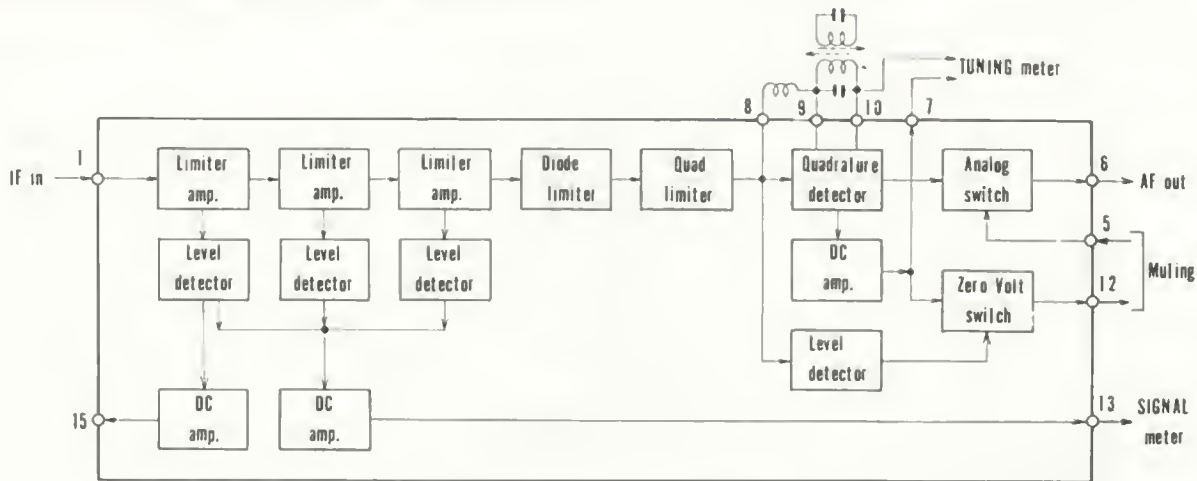 TUNING meter
8
9
10
7
1
IF in
Limiter
amp.
Limiter
amp.
Limiter
amp.
Diode
limiter
Quad
limiter
Quadralure
detector
Analog
switch
6
AF out
5
Level
detector
Level
detector
Level
detector
DC
amp.
Zero Volt
switch
12
Muling
Level
detector
15
DC
amp.
DC
amp.
13
SIGNAL
meter